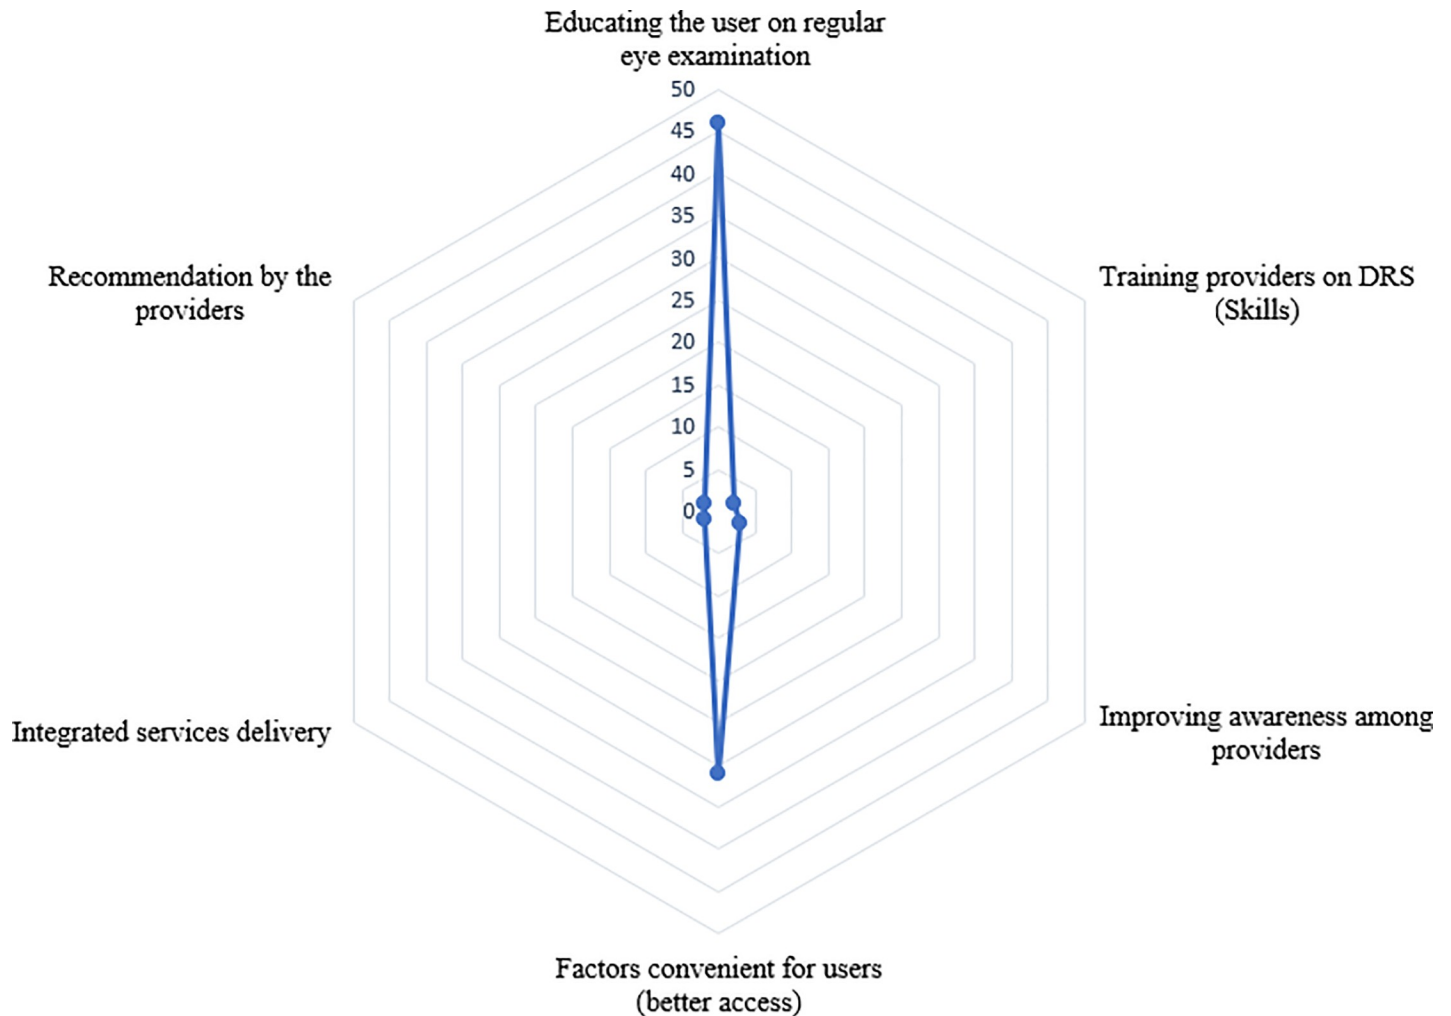 Educating the user on regular
eye examination
50
45
40
35
30
25
20
15
10
5
0
Training providers on DRS
(Skills)
Improving awareness among
providers
Factors convenient for users
(better access)
Integrated services delivery
Recommendation by the
providers